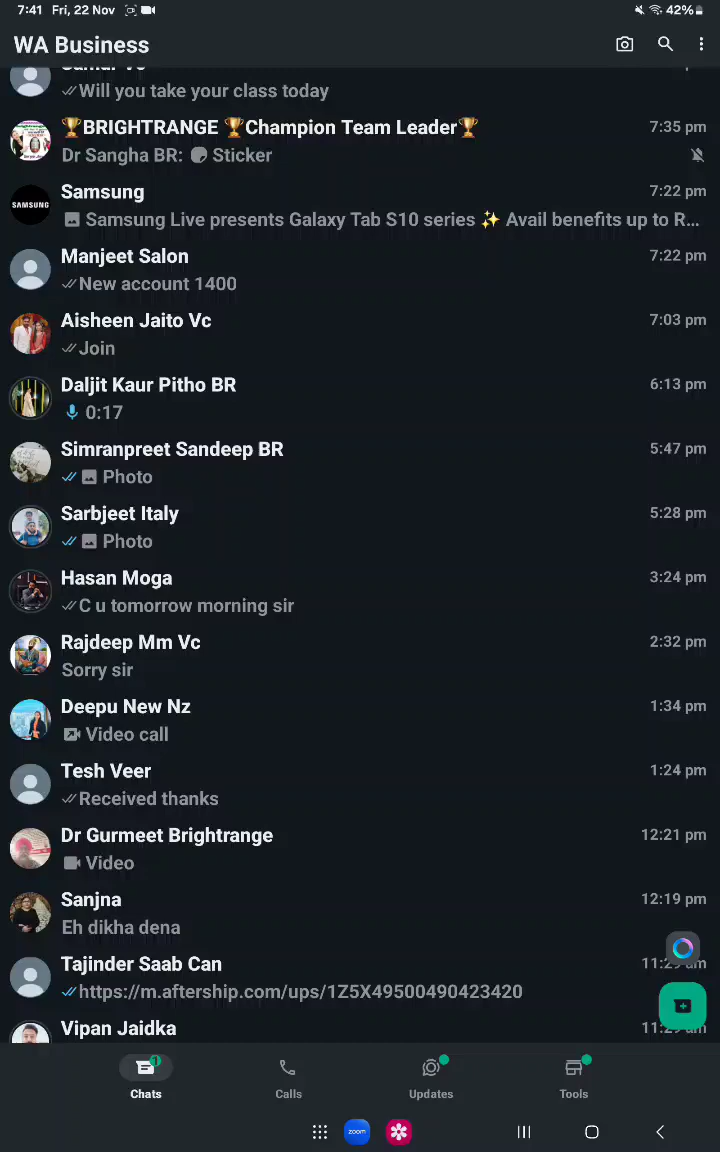 7:41 Fri, 22 Nov 42%
WA Business
Will you take your class today
🏆BRIGHTRANGE 🏆Champion Team Leader🏆 7:35 pm
Dr Sangha BR: Sticker
SAMSUNG
Samsung 7:22 pm
Samsung Live presents Galaxy Tab S10 series ✨ Avail benefits up to R...
Manjeet Salon 7:22 pm
New account 1400
Aisheen Jaito Vc 7:03 pm
Join
Daljit Kaur Pitho BR 6:13 pm
0:17
Simranpreet Sandeep BR 5:47 pm
Photo
Sarbjeet Italy 5:28 pm
Photo
Hasan Moga 3:24 pm
C u tomorrow morning sir
Rajdeep Mm Vc 2:32 pm
Sorry sir
Deepu New Nz 1:34 pm
Video call
Tesh Veer 1:24 pm
Received thanks
Dr Gurmeet Brightrange 12:21 pm
Video
Sanjna 12:19 pm
Eh dikha dena
Tajinder Saab Can
https://m.aftership.com/ups/1Z5X49500490423420
Vipan Jaidka
1
Chats Calls Updates Tools
zoom